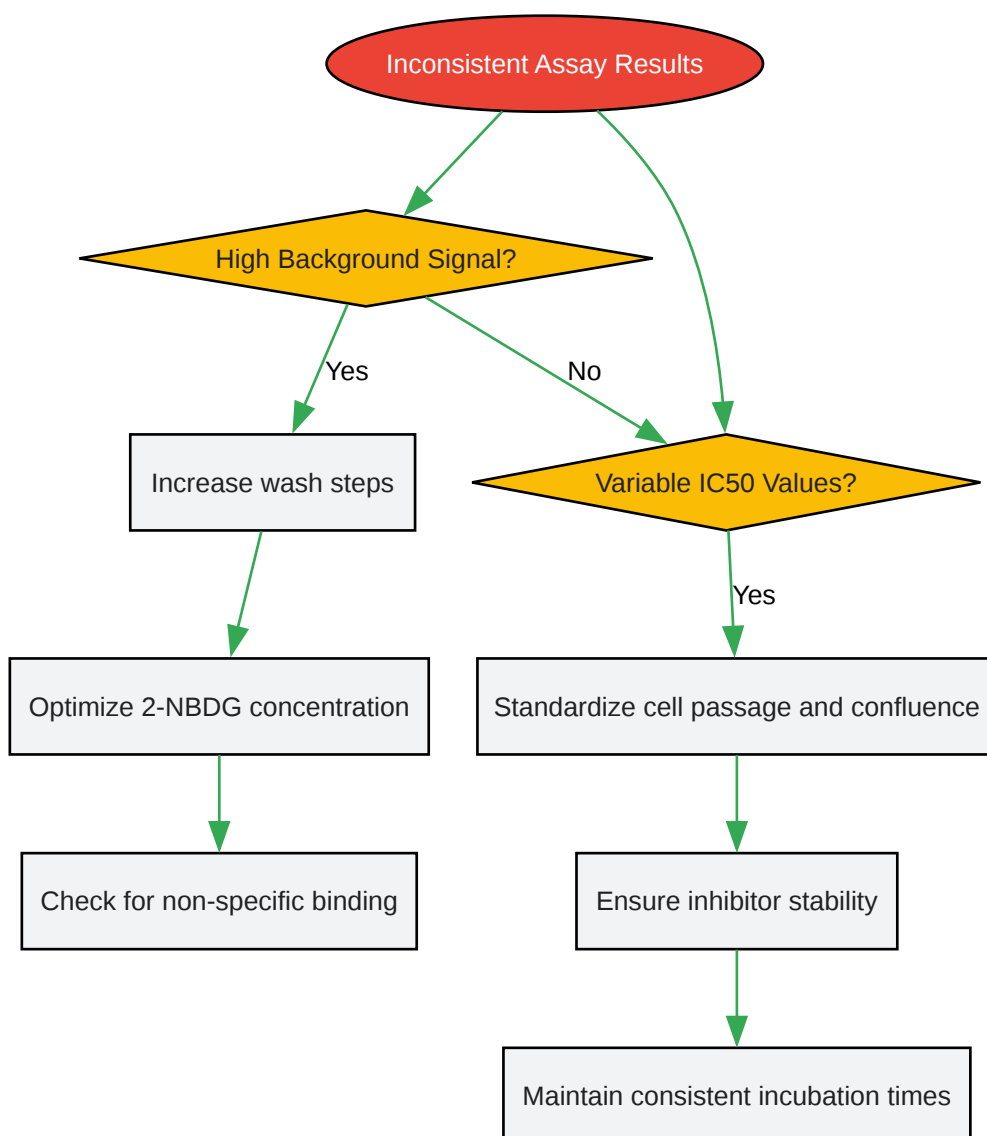 Inconsistent Assay Results
High Background Signal?
Yes
No
Increase wash steps
Variable IC50 Values?
Yes
Optimize 2-NBDG concentration
Standardize cell passage and confluence
Check for non-specific binding
Ensure inhibitor stability
Maintain consistent incubation times